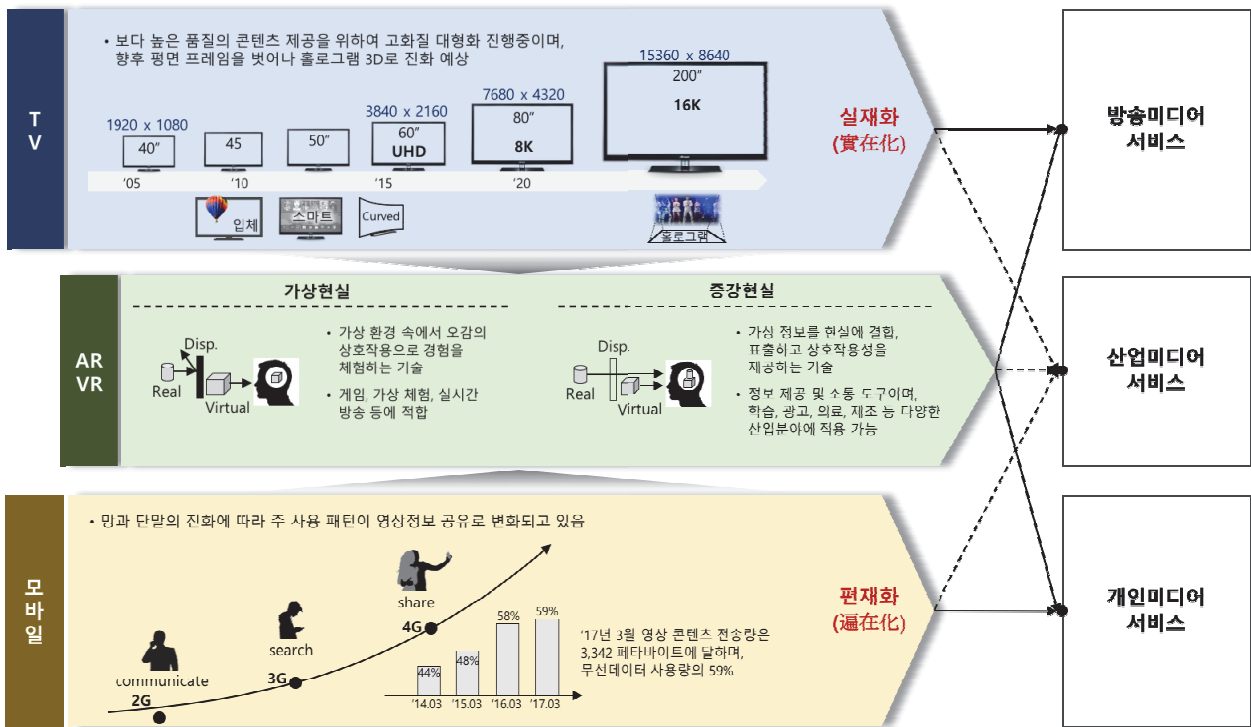 T
V
• 보다 높은 품질의 콘텐츠 제공을 위하여 고화질 대형화 진행중이며,
향후 평면 프레임을 벗어나 홀로그램 3D로 진화 예상
1920 x 1080
40”
45
50”
3840 x 2160
60”
UHD
7680 x 4320
80”
8K
15360 x 8640
200”
16K
'05
'10
'15
'20
입체
스마트
Curved
홀로그램
실재화
(實在化)
방송미디어
서비스
AR
VR
가상현실
Disp.
Real
Virtual
• 가상 환경 속에서 오감의
상호작용으로 경험을
체험하는 기술
• 게임, 가상 체험, 실시간
방송 등에 적합
증강현실
Disp.
Real
Virtual
• 가상 정보를 현실에 결합,
표출하고 상호작용성을
제공하는 기술
• 정보 제공 및 소통 도구이며,
학습, 광고, 의료, 제조 등 다양한
산업분야에 적용 가능
산업미디어
서비스
모
바
일
• 망과 단말의 진화에 따라 주 사용 패턴이 영상정보 공유로 변화되고 있음
communicate
2G
search
3G
share
4G
44%
48%
58%
59%
'14.03
'15.03
'16.03
'17.03
'17년 3월 영상 콘텐츠 전송량은
3,342 페타바이트에 달하며,
무선데이터 사용량의 59%
편재화
(遍在化)
개인미디어
서비스